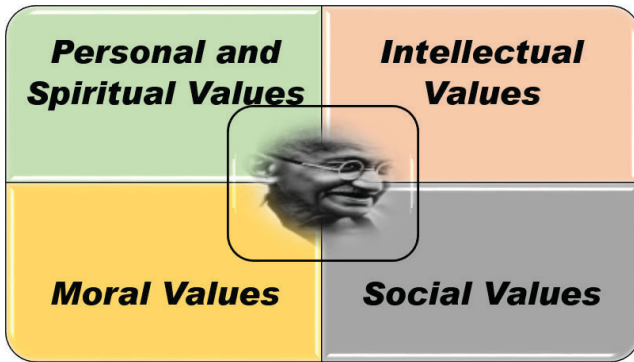 Personal and
Spiritual Values
Intellectual
Values
Moral Values
Social Values